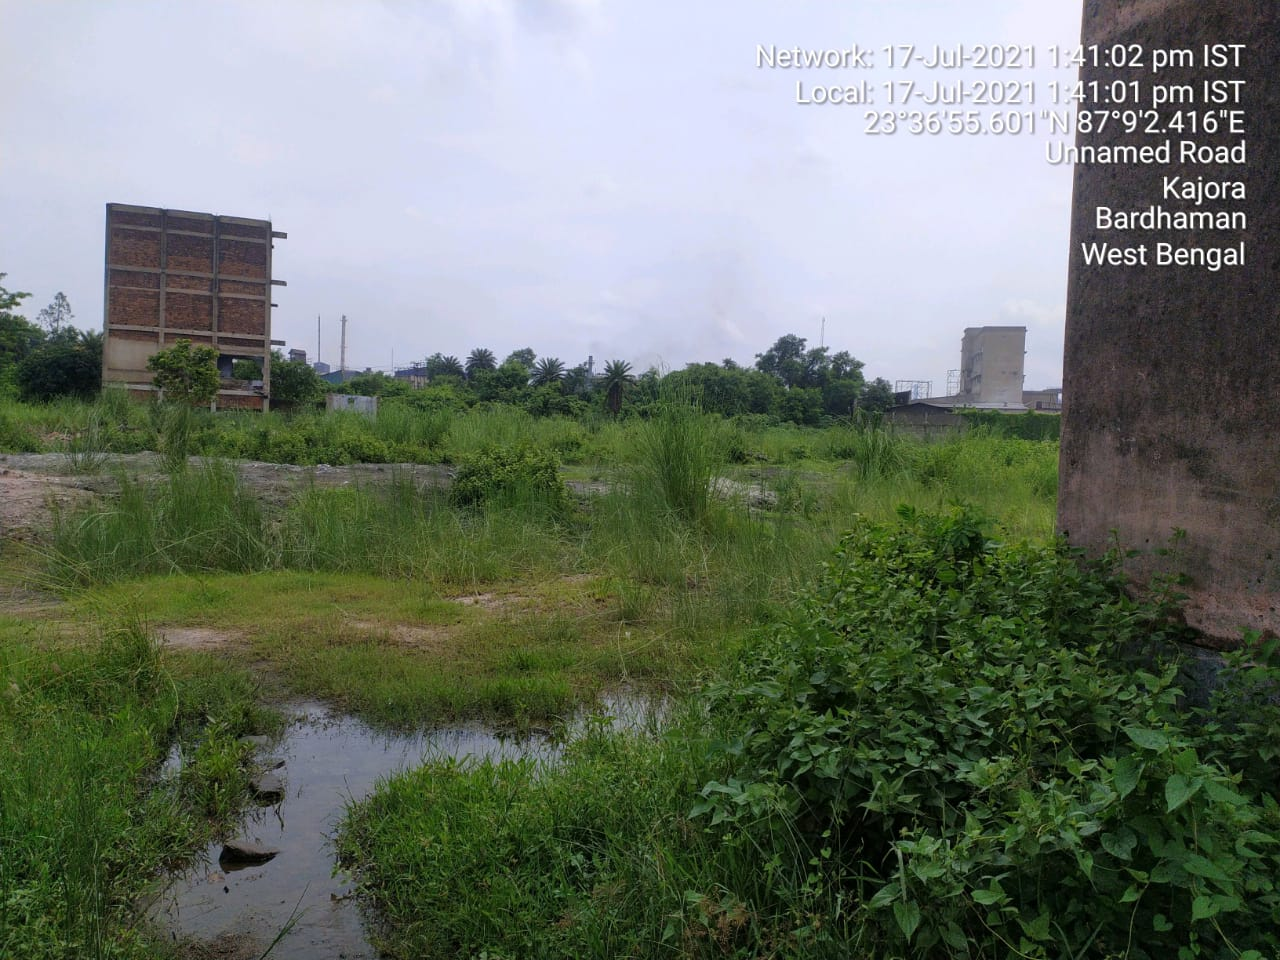 Network: 17-Jul-2021 1:41:02 pm IST
Local: 17-Jul-2021 1:41:01 pm IST
23°36'55.601"N 87°9'2.416"E
Unnamed Road
Kajora
Bardhaman
West Bengal